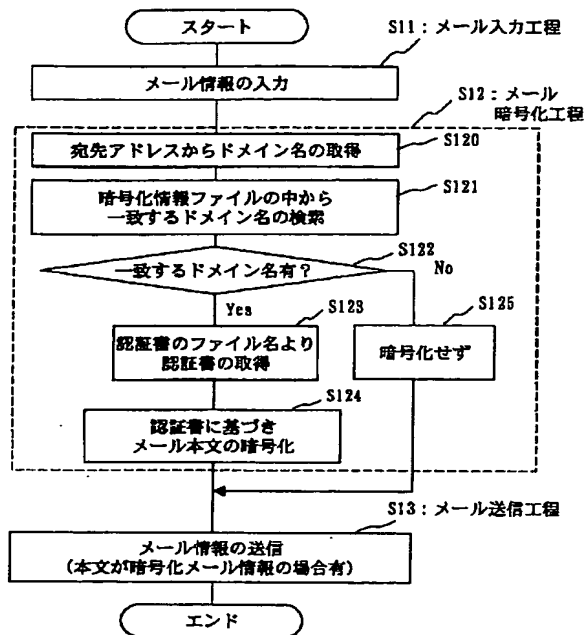 スタート
S11：メール入力工程
メール情報の入力
S12：メール
暗号化工程
宛先アドレスからドメイン名の取得
S120
暗号化情報ファイルの中から
一致するドメイン名の検索
S121
一致するドメイン名有？
S122
No
Yes
S123
S125
認証書のファイル名より
認証書の取得
暗号化せず
S124
認証書に基づき
メール本文の暗号化
S13：メール送信工程
メール情報の送信
(本文が暗号化メール情報の場合有)
エンド